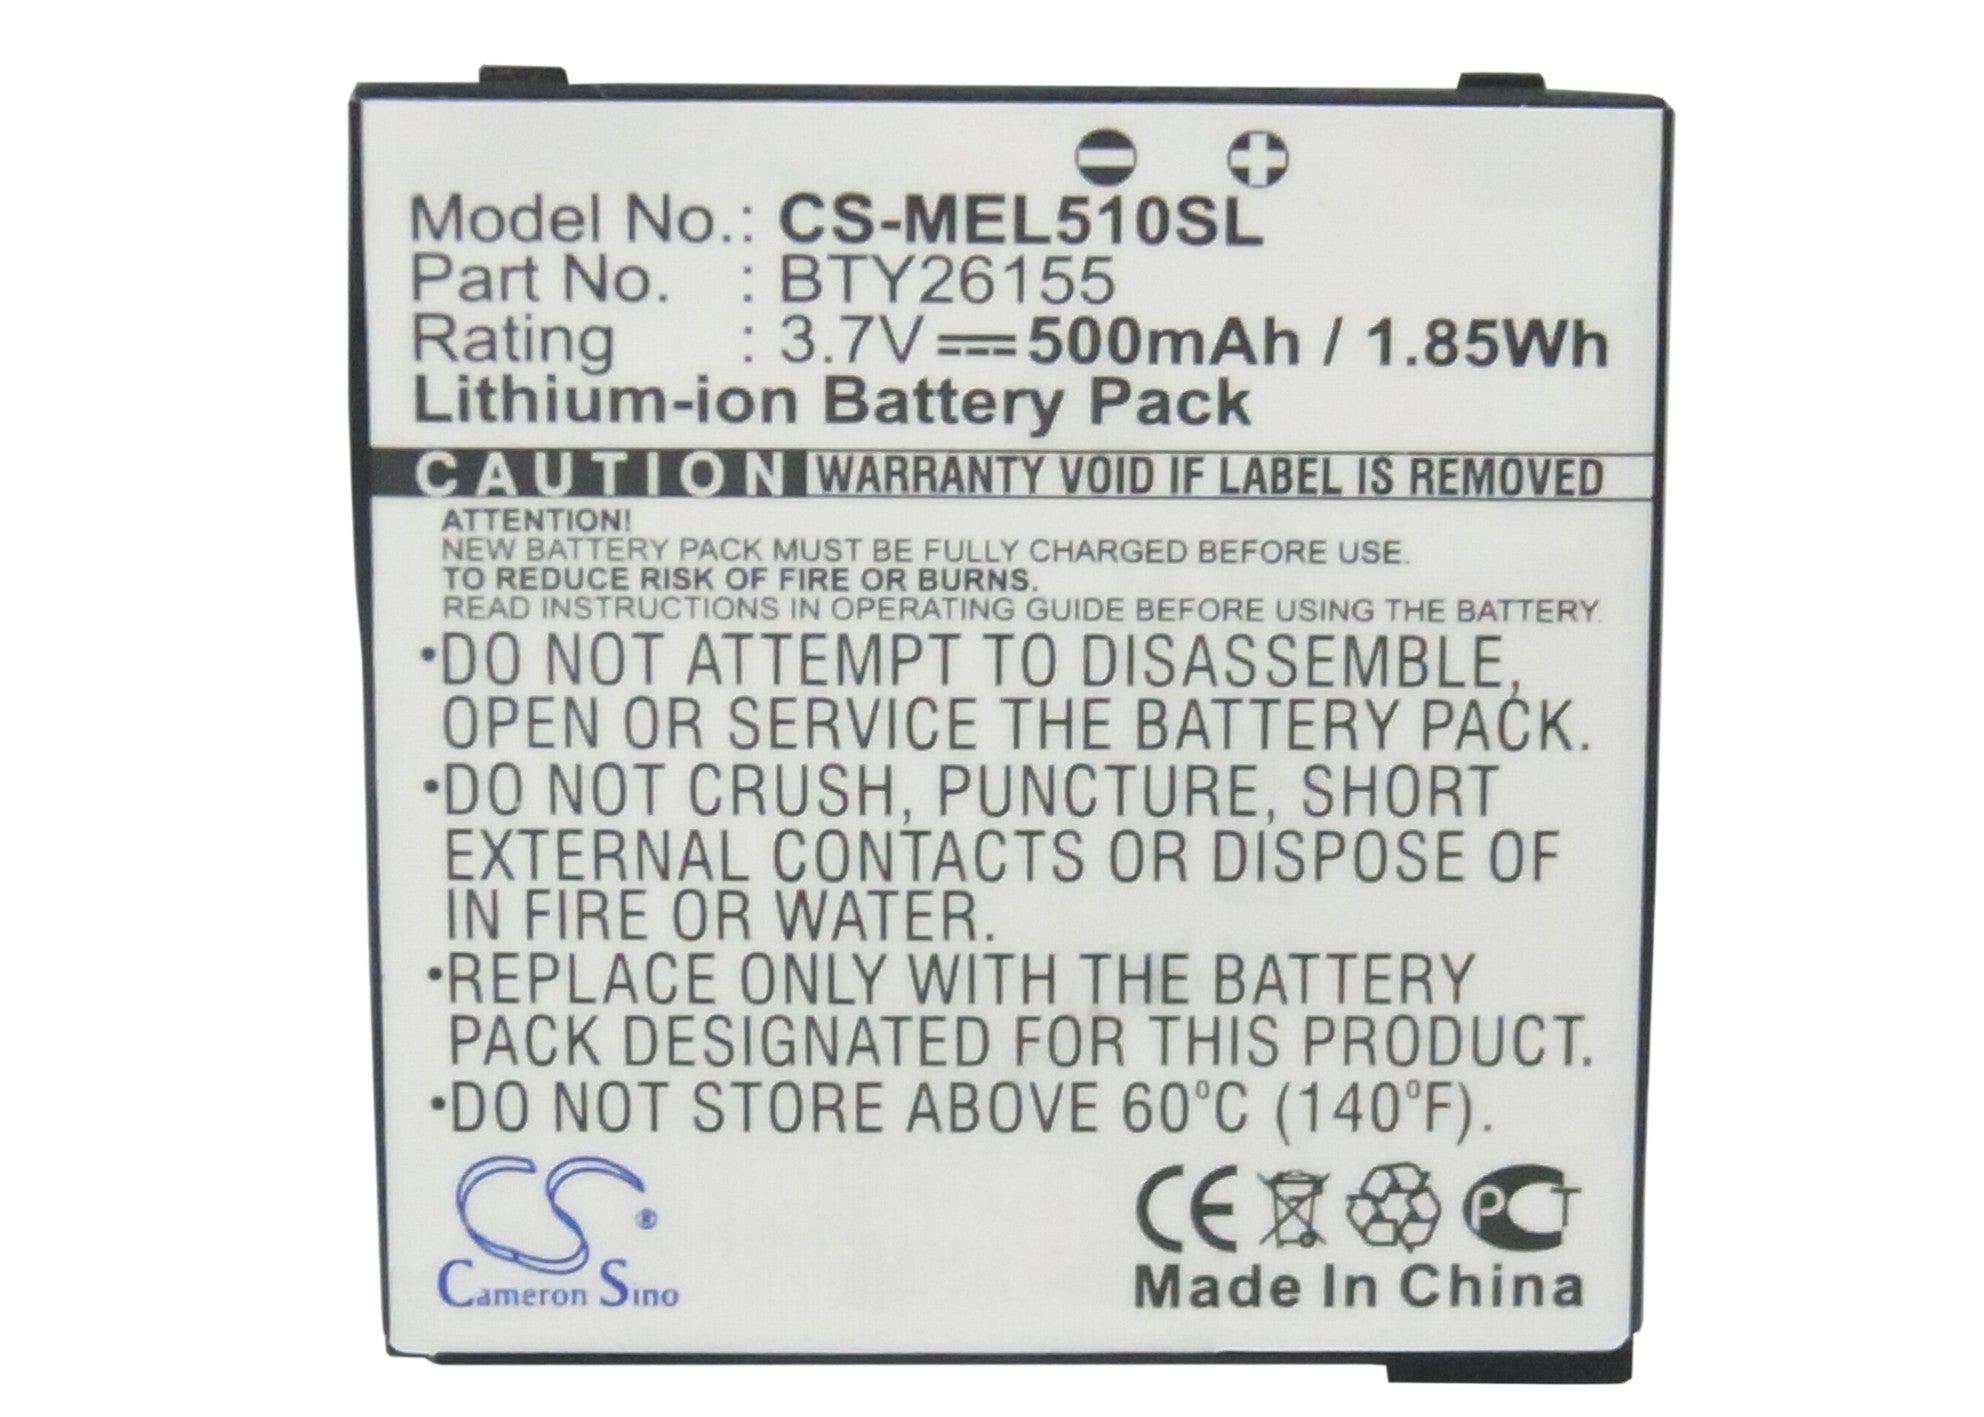 Model No.: CS-MEL510SL
Part No. : BTY26155
Rating : 3.7V 500mAh / 1.85Wh
Lithium-ion Battery Pack
CAUTION WARRANTY VOID IF LABEL IS REMOVED
ATTENTION!
NEW BATTERY PACK MUST BE FULLY CHARGED BEFORE USE.
TO REDUCE RISK OF FIRE OR BURNS.
READ INSTRUCTIONS IN OPERATING GUIDE BEFORE USING THE BATTERY.
•DO NOT ATTEMPT TO DISASSEMBLE,
OPEN OR SERVICE THE BATTERY PACK.
•DO NOT CRUSH, PUNCTURE, SHORT
EXTERNAL CONTACTS OR DISPOSE OF
IN FIRE OR WATER.
•REPLACE ONLY WITH THE BATTERY
PACK DESIGNATED FOR THIS PRODUCT.
•DO NOT STORE ABOVE 60°C (140°F).
CS®
Cameron Sino
CE PCT
Made In China